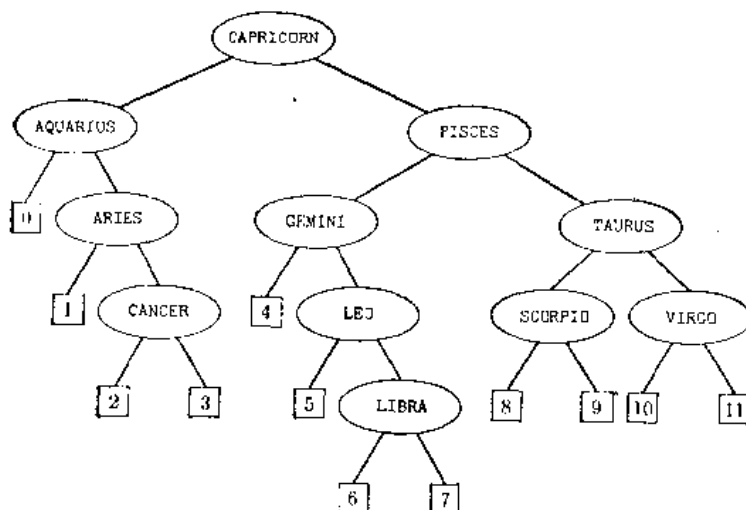 CAPRICORN
AQUARIUS
PISCES
0
ARIES
GEMINI
TAURUS
1
CANCER
4
LEO
SCORPIO
VIRGO
2
3
5
LIBRA
8
9
10
11
6
7